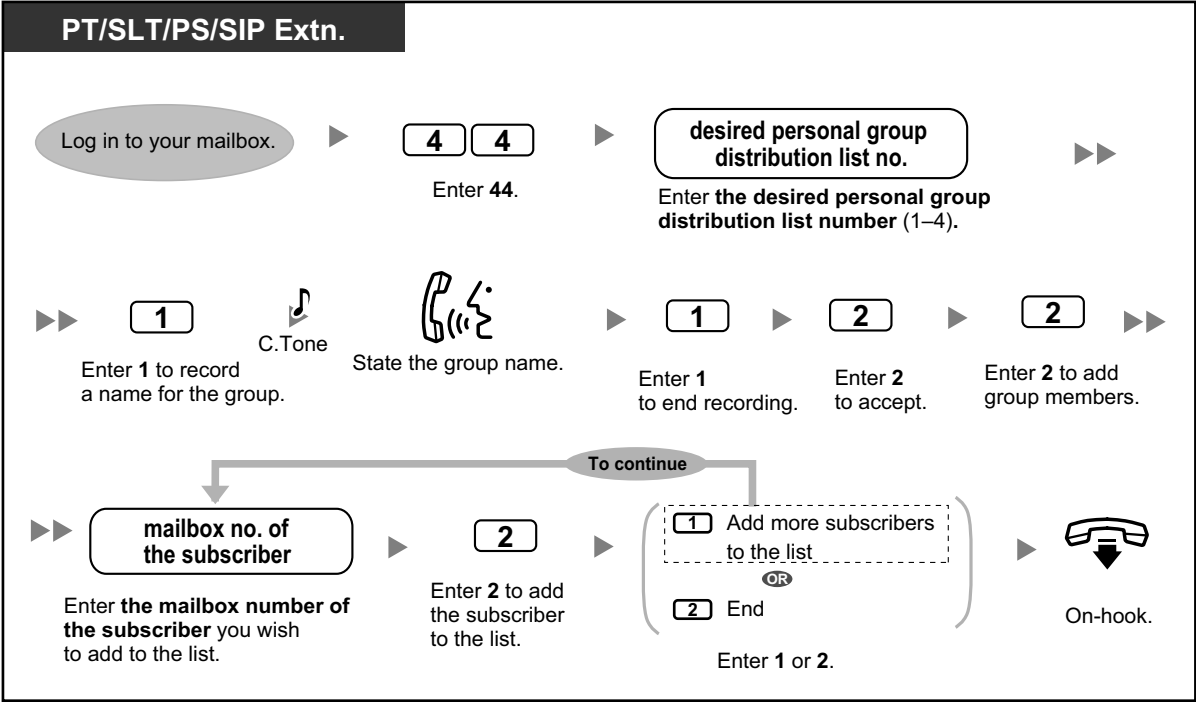 PT/SLT/PS/SIP Extn.
Log in to your mailbox.
4 4
Enter 44.
desired personal group
distribution list no.
Enter the desired personal group
distribution list number (1–4).
1
Enter 1 to record
a name for the group.
C.Tone
State the group name.
1
Enter 1
to end recording.
2
Enter 2
to accept.
2
Enter 2 to add
group members.
To continue
mailbox no. of
the subscriber
Enter the mailbox number of
the subscriber you wish
to add to the list.
2
Enter 2 to add
the subscriber
to the list.
1 Add more subscribers
to the list
OR
2 End
Enter 1 or 2.
On-hook.